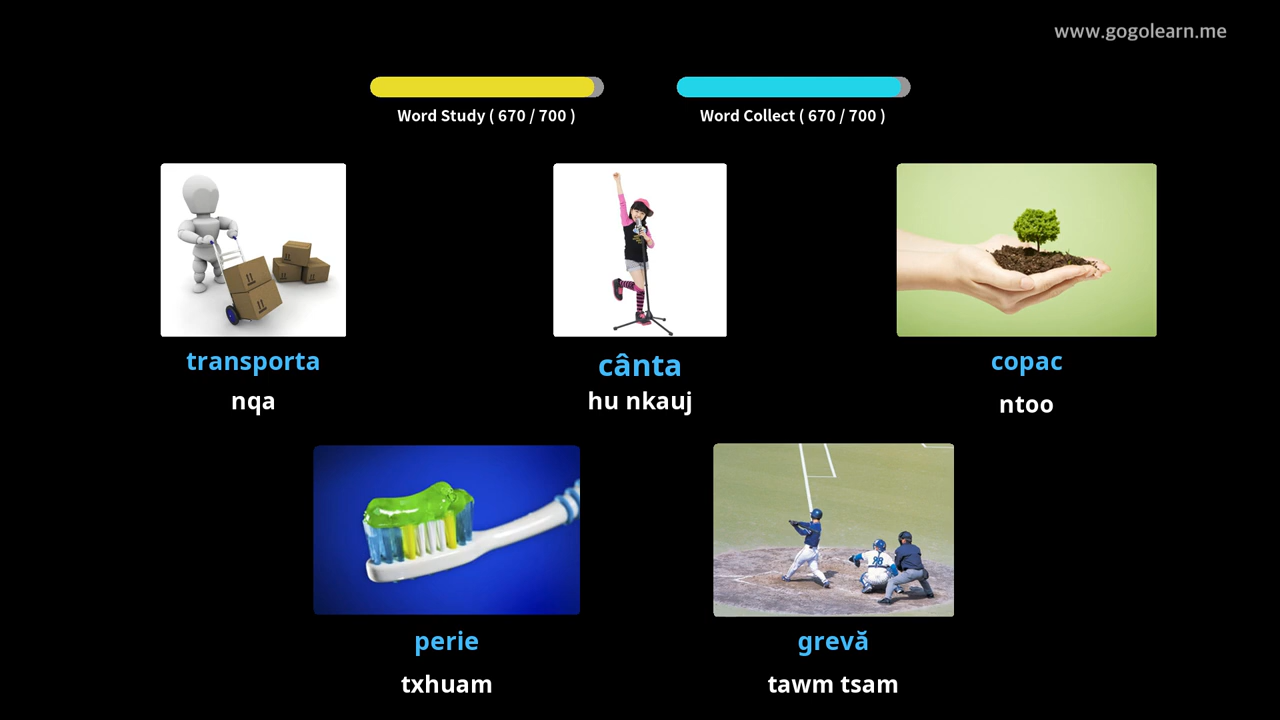 www.gogolearn.me
Word Study ( 670 / 700 )
Word Collect ( 670 / 700 )
transporta
nqa
cânta
hu nkauj
copac
ntoo
perie
txhuam
grevă
tawm tsam